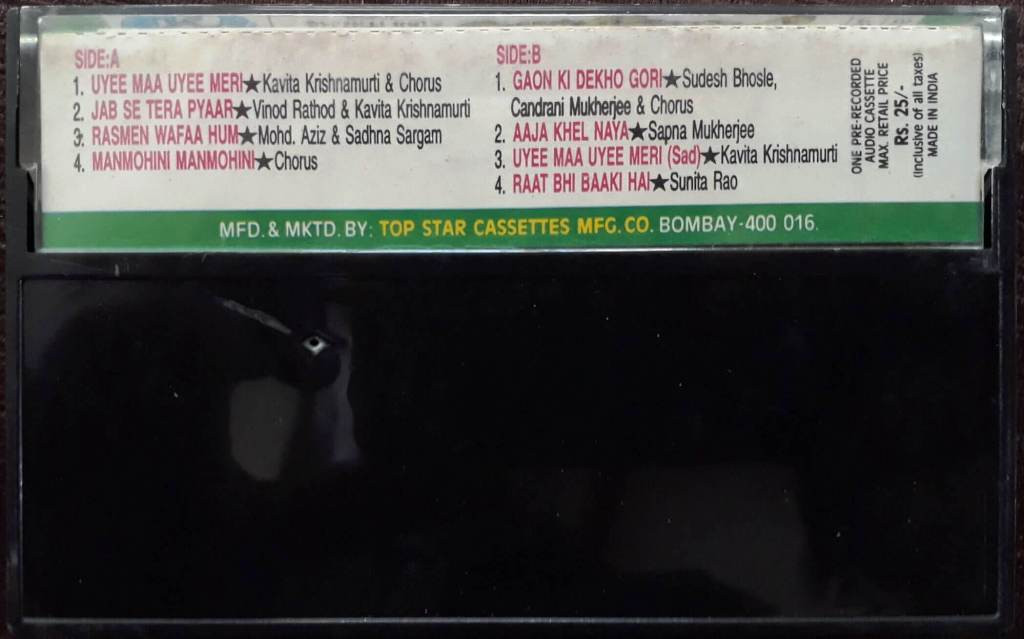 SIDE:A
1. UYEE MAA UYEE MERI★Kavita Krishnamurti & Chorus
2. JAB SE TERA PYAAR★Vinod Rathod & Kavita Krishnamurti
3. RASMEN WAFAA HUM★Mohd. Aziz & Sadhna Sargam
4. MANMOHINI MANMOHINI★Chorus
SIDE:B
1. GAON KI DEKHO GORI★Sudesh Bhosle,
Candrani Mukherjee & Chorus
2. AAJA KHEL NAYA★Sapna Mukherjee
3. UYEE MAA UYEE MERI (Sad)★Kavita Krishnamurti
4. RAAT BHI BAAKI HAI★Sunita Rao
ONE PRE-RECORDED
AUDIO CASSETTE
MAX. RETAIL PRICE
Rs. 25/-
(Inclusive of all taxes)
MADE IN INDIA
MFD. & MKTD. BY: TOP STAR CASSETTES MFG. CO. BOMBAY-400 016.